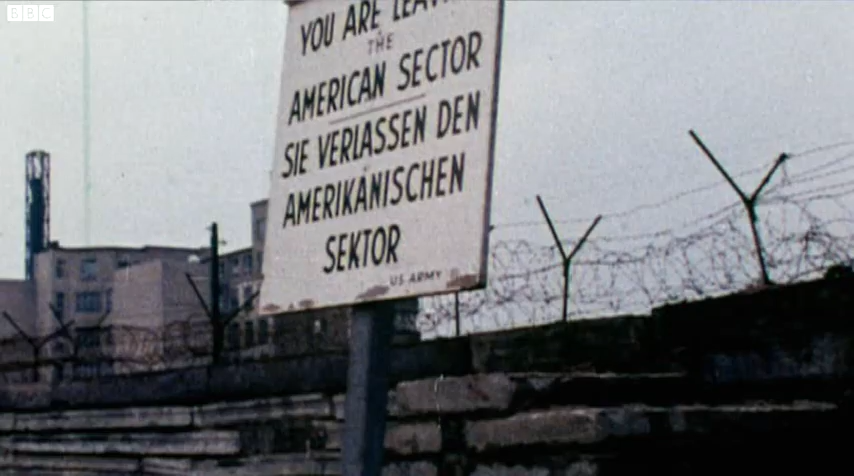 BBC
YOU ARE
THE
AMERICAN SECTOR
SIE VERLASSEN DEN
AMERIKANISCHEN
SEKTOR
US ARMY